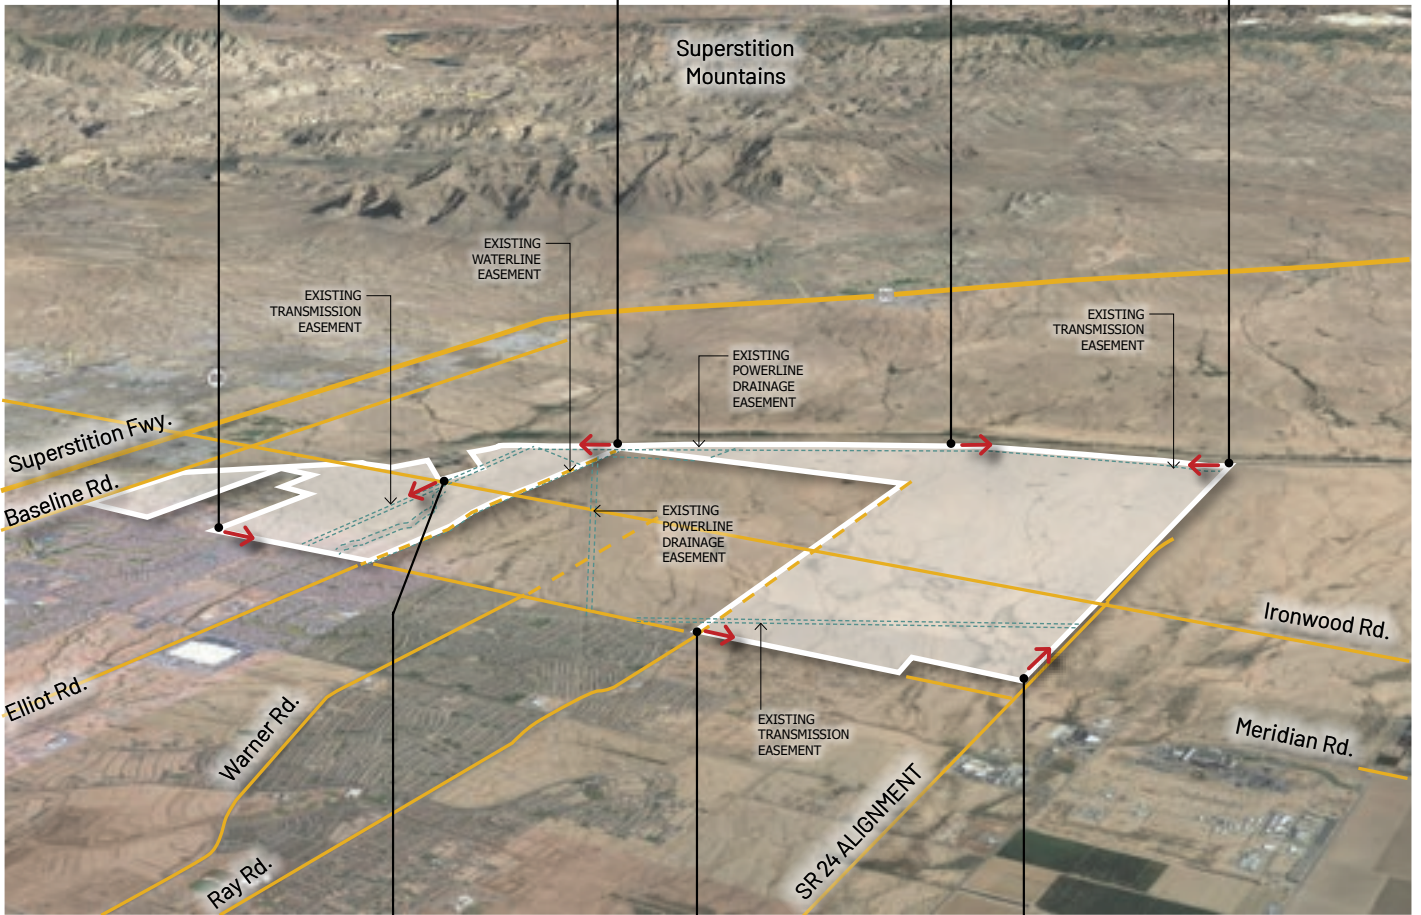 Superstition
Mountains
EXISTING
WATERLINE
EASEMENT
EXISTING
TRANSMISSION
EASEMENT
EXISTING
TRANSMISSION
EASEMENT
EXISTING
POWERLINE
DRAINAGE
EASEMENT
Superstition Fwy.
Baseline Rd.
EXISTING
POWERLINE
DRAINAGE
EASEMENT
Ironwood Rd.
Elliot Rd.
Warner Rd.
EXISTING
TRANSMISSION
EASEMENT
Meridian Rd.
SR 24 ALIGNMENT
Ray Rd.